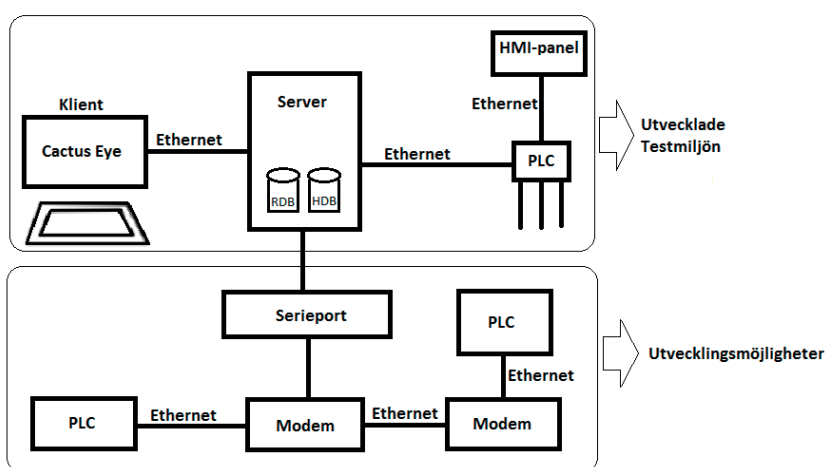 HMI-panel
Klient
Server
Ethernet
Cactus Eye
Ethernet
Ethernet
PLC
RDB
HDB
Utvecklade
Testmiljön
Serieport
PLC
Utvecklingsmöjligheter
Ethernet
PLC
Ethernet
Modem
Ethernet
Modem